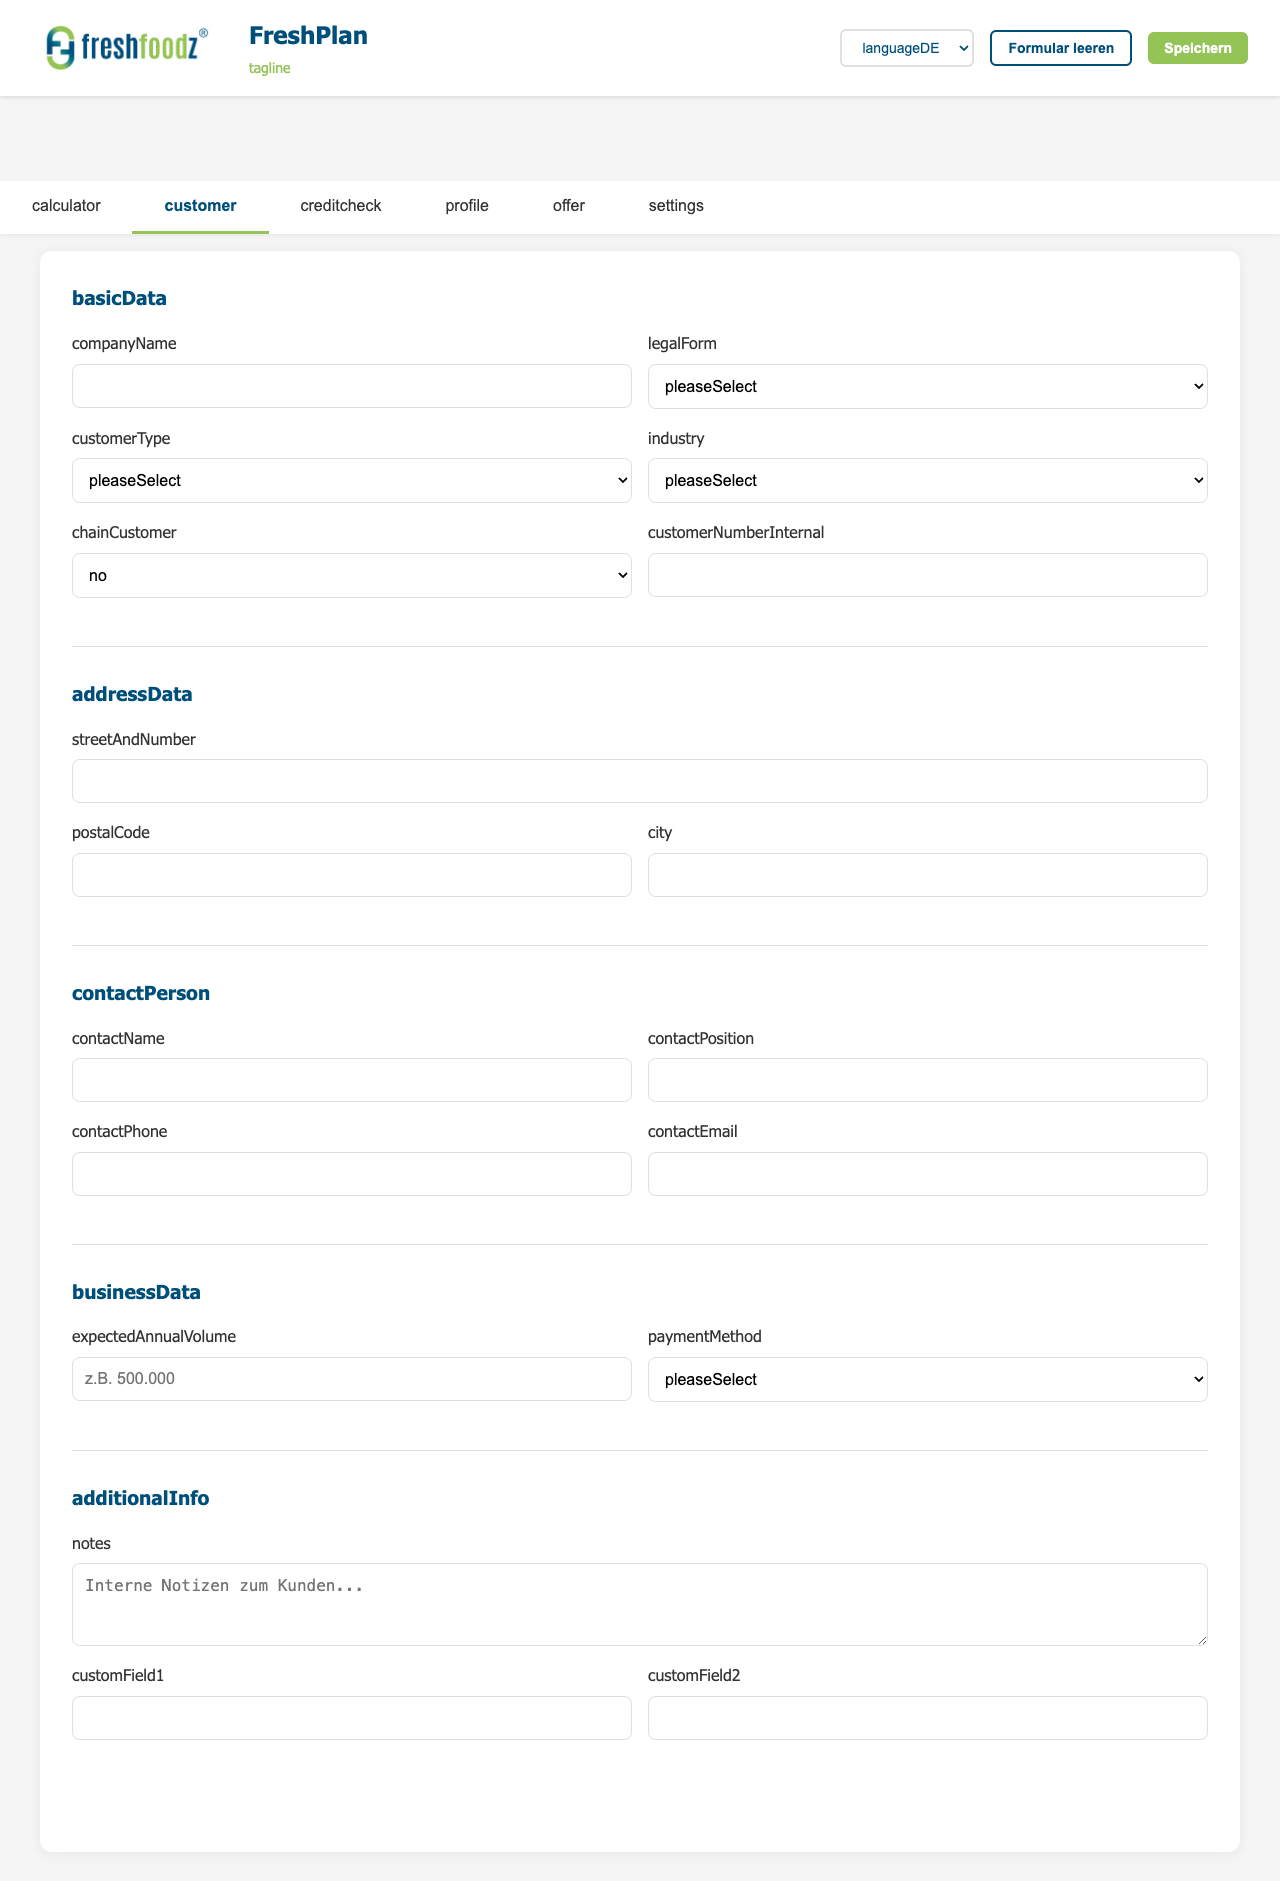 freshfoodz®
FreshPlan
tagline
languageDE
Formular leeren
Speichern
calculator
customer
creditcheck
profile
offer
settings
basicData
companyName
legalForm
pleaseSelect
customerType
industry
pleaseSelect
pleaseSelect
chainCustomer
customerNumberInternal
no
addressData
streetAndNumber
postalCode
city
contactPerson
contactName
contactPosition
contactPhone
contactEmail
businessData
expectedAnnualVolume
paymentMethod
z.B. 500.000
pleaseSelect
additionalInfo
notes
Interne Notizen zum Kunden...
customField1
customField2